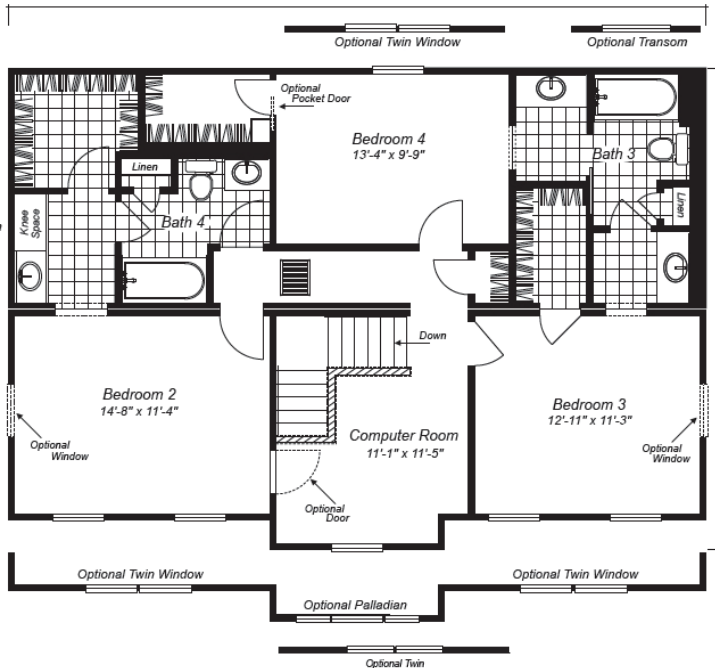 Optional Twin Window
Optional Transom
Optional
Pocket Door
Bedroom 4
13'-4" x 9'-9"
Bath 3
Linen
Bath 4
Knee
Space
Linen
Down
Bedroom 2
14'-8" x 11'-4"
Bedroom 3
12'-11" x 11'-3"
Computer Room
11'-1" x 11'-5"
Optional
Window
Optional
Window
Optional
Door
Optional Twin Window
Optional Twin Window
Optional Palladian
Optional Twin